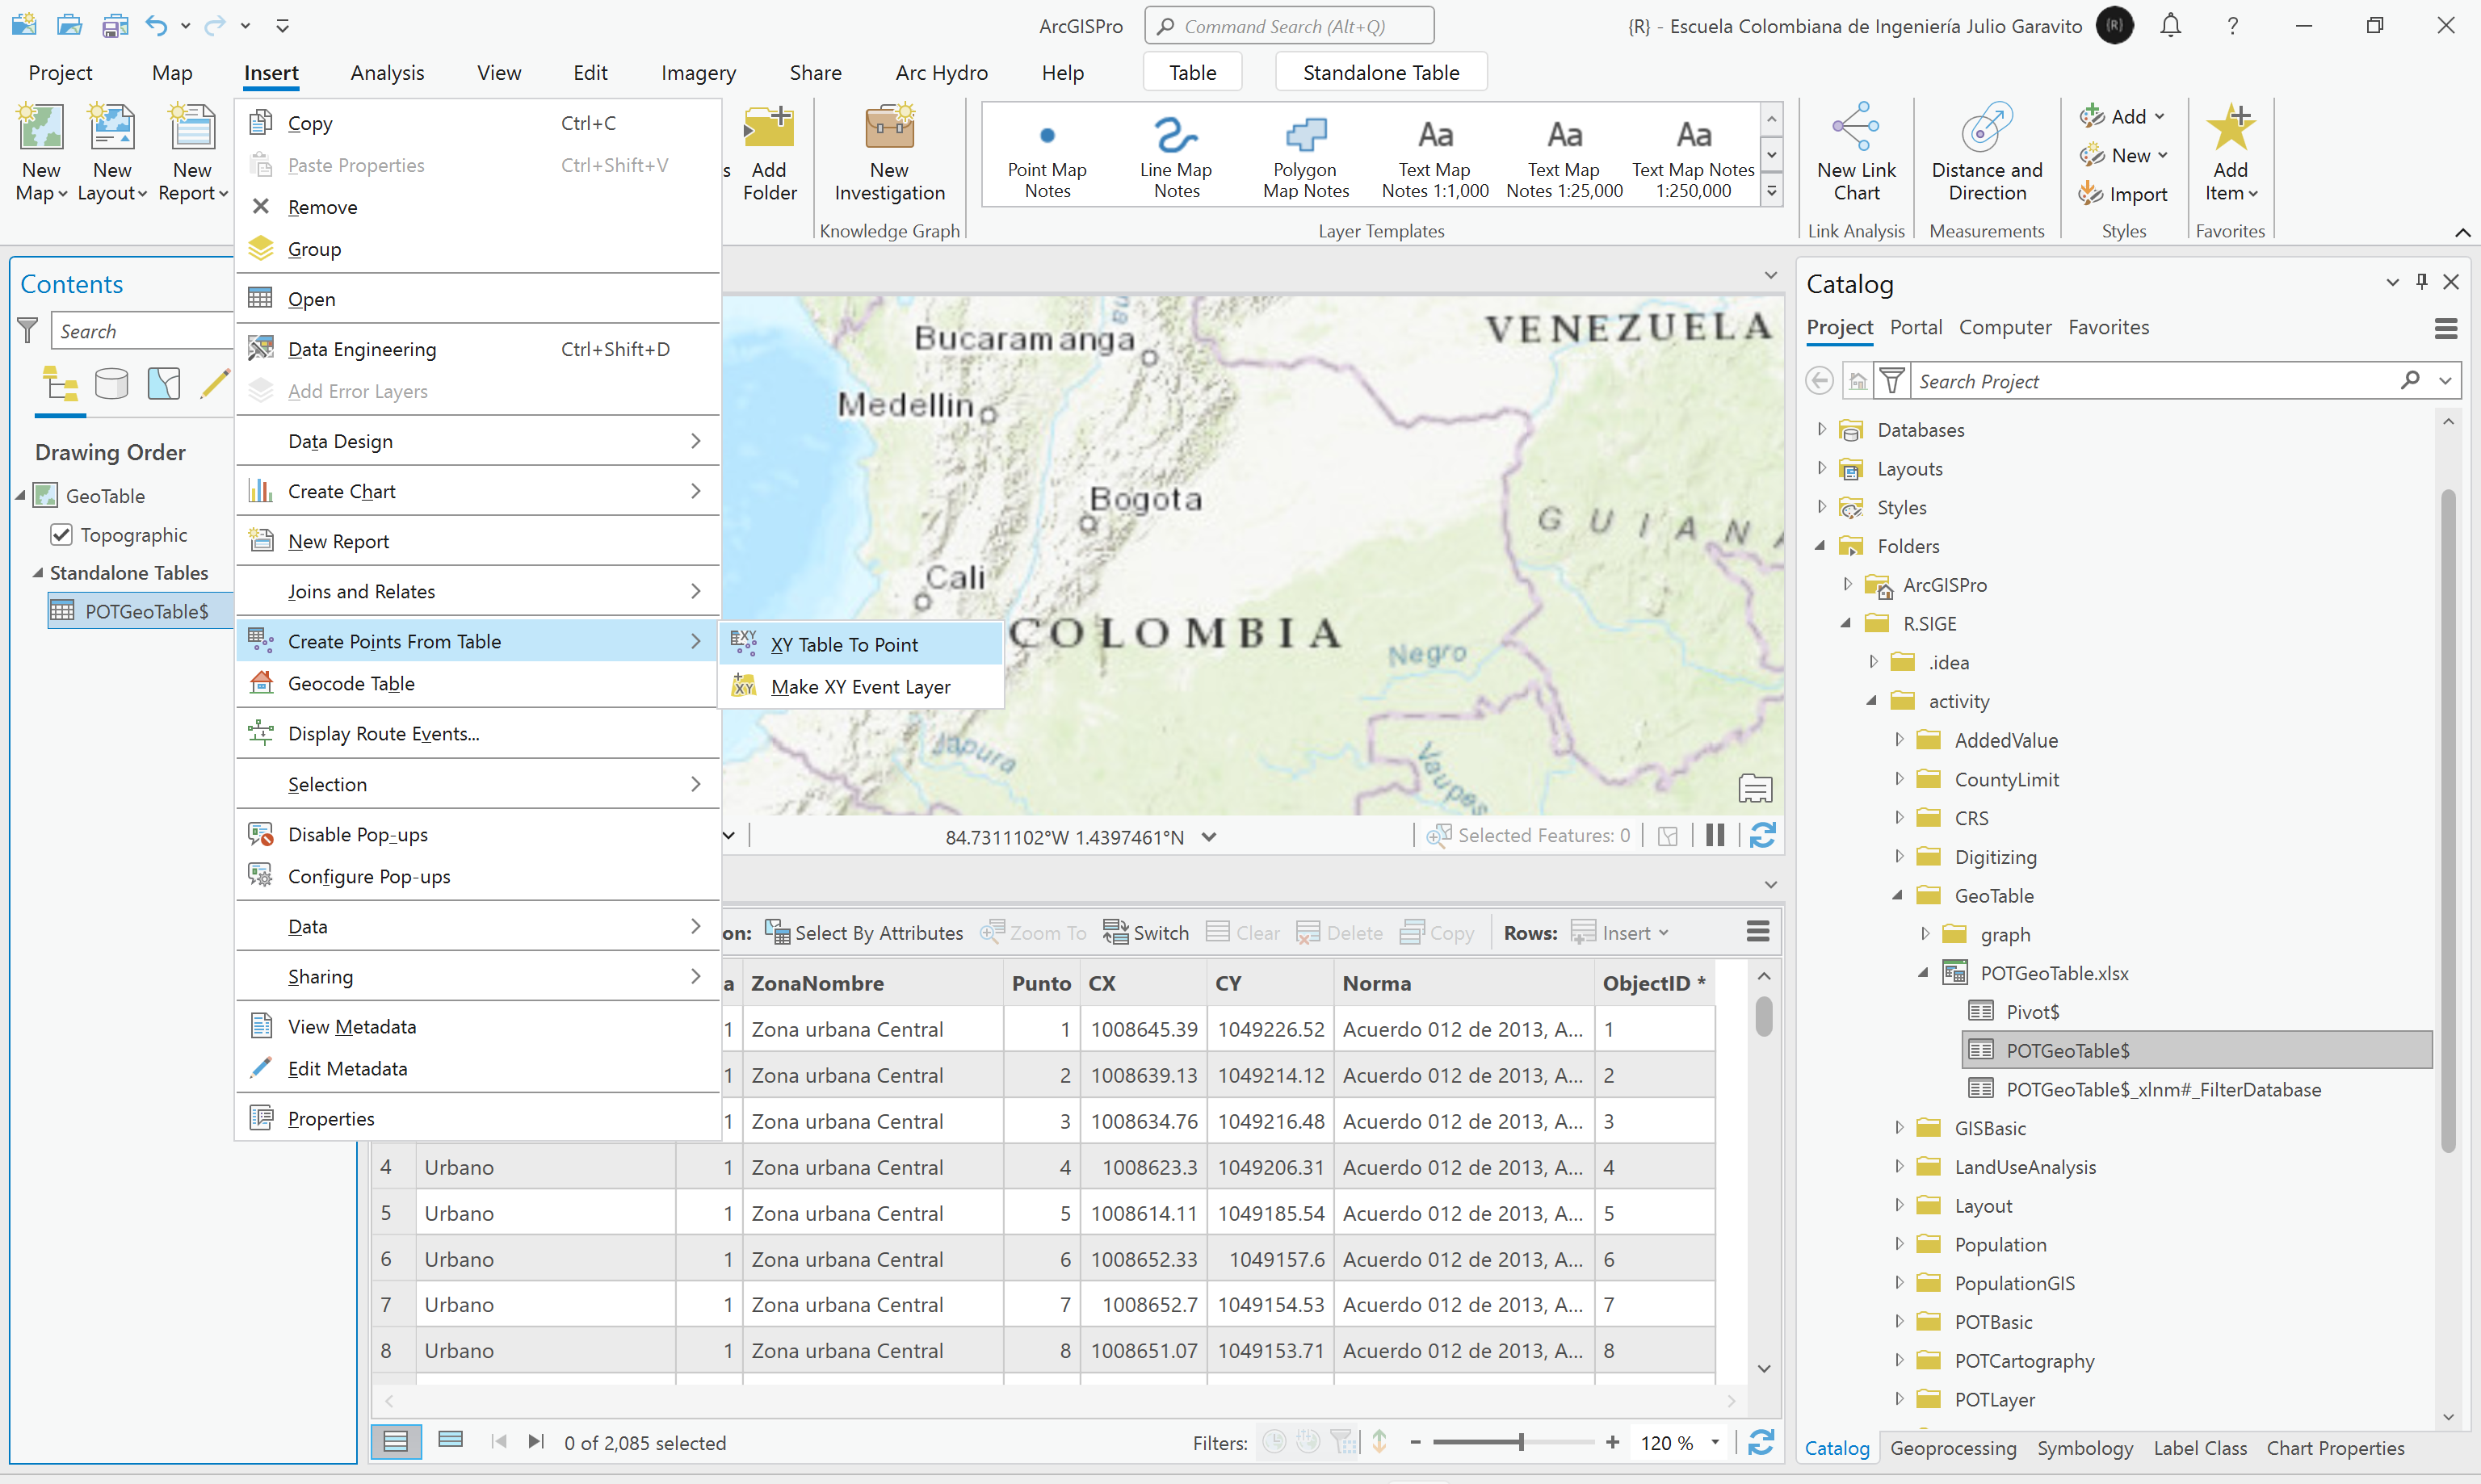 ArcGISPro
Command Search (Alt+Q)
{R} - Escuela Colombiana de Ingeniería Julio Garavito
{R}
?
Project Map Insert Analysis View Edit Imagery Share Arc Hydro Help Table Standalone Table
New Map
New Layout
New Report
s
Add Folder
New Investigation
Knowledge Graph
Point Map Notes
Line Map Notes
Polygon Map Notes
Aa
Text Map Notes 1:1,000
Aa
Text Map Notes 1:25,000
Aa
Text Map Notes 1:250,000
Layer Templates
New Link Chart
Link Analysis
Distance and Direction
Measurements
Add
New
Import
Styles
Add Item
Favorites
Contents
Search
Drawing Order
GeoTable
Topographic
Standalone Tables
POTGeoTable$
Copy Ctrl+C
Paste Properties Ctrl+Shift+V
Remove
Group
Open
Data Engineering Ctrl+Shift+D
Add Error Layers
Data Design
Create Chart
New Report
Joins and Relates
Create Points From Table
Geocode Table
Display Route Events...
Selection
Disable Pop-ups
Configure Pop-ups
Data
Sharing
View Metadata
Edit Metadata
Properties
XY Table To Point
Make XY Event Layer
Bucaramanga
VENEZUELA
Medellin
Bogota
GUIANA
Cali
COLOMBIA
Negro
Japura
Vaupes
84.7311102°W 1.4397461°N
Selected Features: 0
on: Select By Attributes Zoom To Switch Clear Delete Copy Rows: Insert
a ZonaNombre Punto CX CY Norma ObjectID *
1 Zona urbana Central 1 1008645.39 1049226.52 Acuerdo 012 de 2013, A... 1
1 Zona urbana Central 2 1008639.13 1049214.12 Acuerdo 012 de 2013, A... 2
1 Zona urbana Central 3 1008634.76 1049216.48 Acuerdo 012 de 2013, A... 3
4 Urbano 1 Zona urbana Central 4 1008623.3 1049206.31 Acuerdo 012 de 2013, A... 4
5 Urbano 1 Zona urbana Central 5 1008614.11 1049185.54 Acuerdo 012 de 2013, A... 5
6 Urbano 1 Zona urbana Central 6 1008652.33 1049157.6 Acuerdo 012 de 2013, A... 6
7 Urbano 1 Zona urbana Central 7 1008652.7 1049154.53 Acuerdo 012 de 2013, A... 7
8 Urbano 1 Zona urbana Central 8 1008651.07 1049153.71 Acuerdo 012 de 2013, A... 8
0 of 2,085 selected
Filters:
120 %
Catalog
Project Portal Computer Favorites
Search Project
Databases
Layouts
Styles
Folders
ArcGISPro
R.SIGE
.idea
activity
AddedValue
CountyLimit
CRS
Digitizing
GeoTable
graph
POTGeoTable.xlsx
Pivot$
POTGeoTable$
POTGeoTable$_xlnm#_FilterDatabase
GISBasic
LandUseAnalysis
Layout
Population
PopulationGIS
POTBasic
POTCartography
POTLayer
Catalog Geoprocessing Symbology Label Class Chart Properties